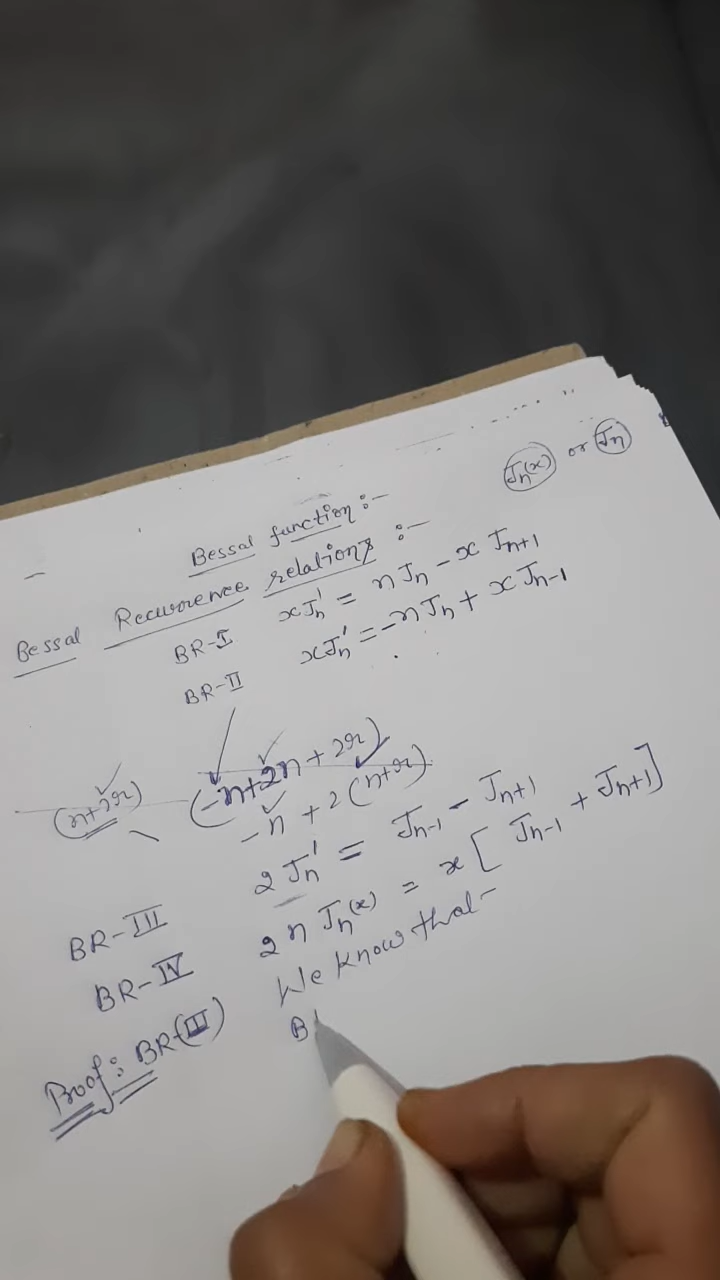 Jn(x) or Jn
Bessal function :-
Bessal Recurrence relations :-
BR-I xJn' = nJn - xJn+1
BR-II xJn' = -nJn + xJn-1
(n+2r) (-n+2n+2r)
-n+2(n+r)
BR-III 2Jn' = Jn-1 - Jn+1
BR-IV 2nJn(x) = x[Jn-1 + Jn+1]
Proof: BR(III) We know that-
B